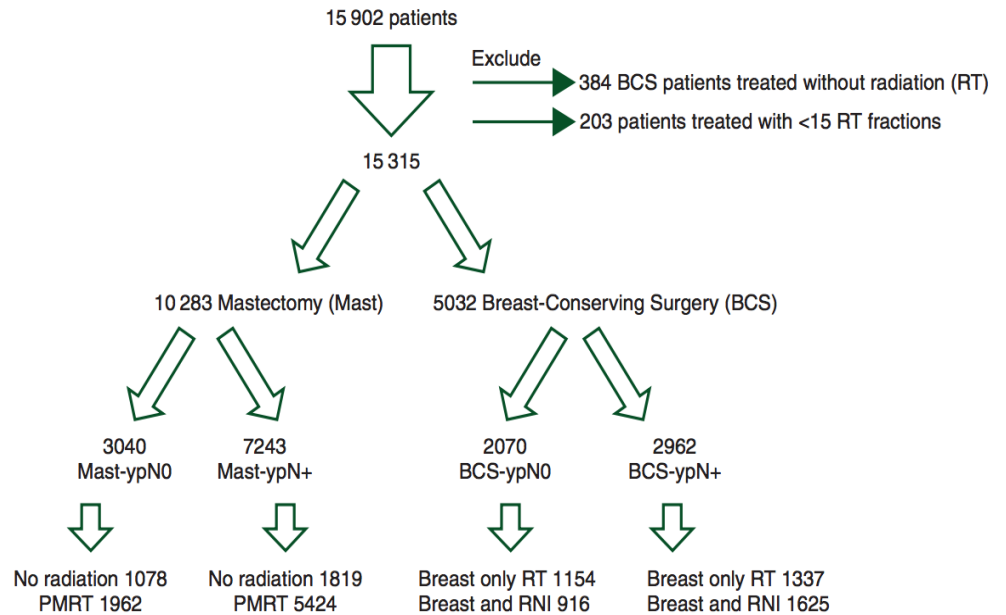 15 902 patients
Exclude
384 BCS patients treated without radiation (RT)
203 patients treated with <15 RT fractions
15 315
10 283 Mastectomy (Mast)
5032 Breast-Conserving Surgery (BCS)
3040
Mast-ypN0
7243
Mast-ypN+
2070
BCS-ypN0
2962
BCS-ypN+
No radiation 1078
PMRT 1962
No radiation 1819
PMRT 5424
Breast only RT 1154
Breast and RNI 916
Breast only RT 1337
Breast and RNI 1625